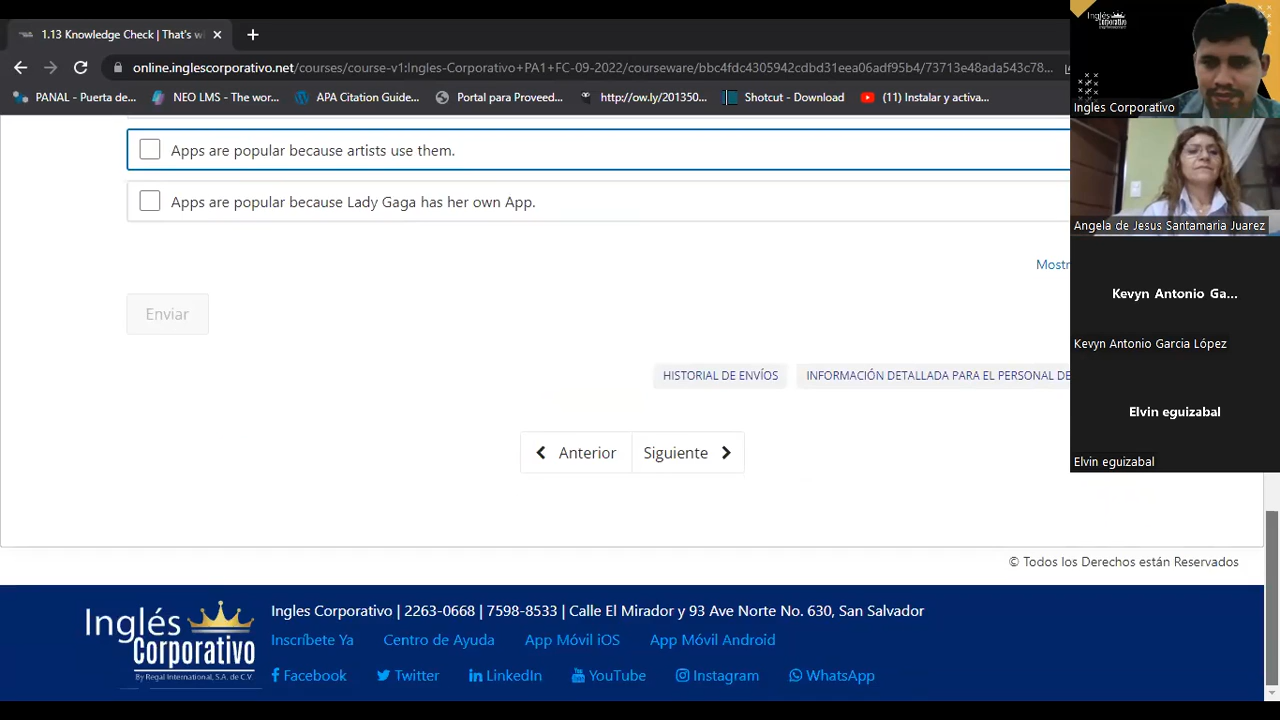 1.13 Knowledge Check | That's w
online.inglescorporativo.net/courses/course-v1:Ingles-Corporativo+PA1+FC-09-2022/courseware/bbc4fdc4305942cdbd31eea06adf95b4/73713e48ada543c78...
PANAL - Puerta de... NEO LMS - The wor... APA Citation guide... Portal para Proveed... http://ow.ly/201350... Shotcut - Download (11) Instalar y activa...
Inglés Corporativo
Ingles Corporativo
Apps are popular because artists use them.
Apps are popular because Lady Gaga has her own App.
Angela de Jesus Santamaria Juarez
Mostr
Kevyn Antonio Ga...
Kevyn Antonio Garcia López
Enviar
HISTORIAL DE ENVÍOS INFORMACIÓN DETALLADA PARA EL PERSONAL DE
Elvin eguizabal
Elvin eguizabal
Anterior Siguiente
© Todos los Derechos están Reservados
Inglés Corporativo
By Regal International, S.A. de C.V.
Ingles Corporativo | 2263-0668 | 7598-8533 | Calle El Mirador y 93 Ave Norte No. 630, San Salvador
Inscríbete Ya Centro de Ayuda App Móvil iOS App Móvil Android
Facebook Twitter LinkedIn YouTube Instagram WhatsApp